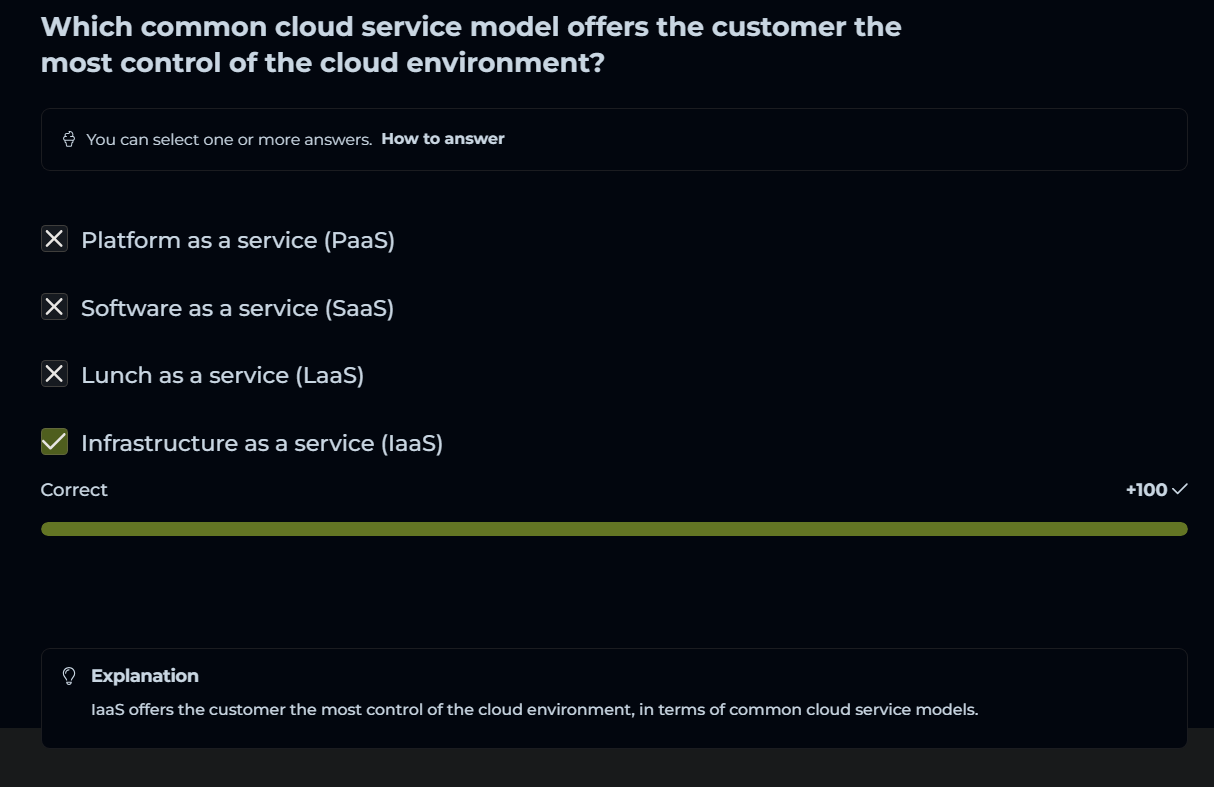 Which common cloud service model offers the customer the
most control of the cloud environment?
You can select one or more answers. How to answer
Platform as a service (PaaS)
Software as a service (SaaS)
Lunch as a service (LaaS)
Infrastructure as a service (IaaS)
Correct
+100
Explanation
IaaS offers the customer the most control of the cloud environment, in terms of common cloud service models.